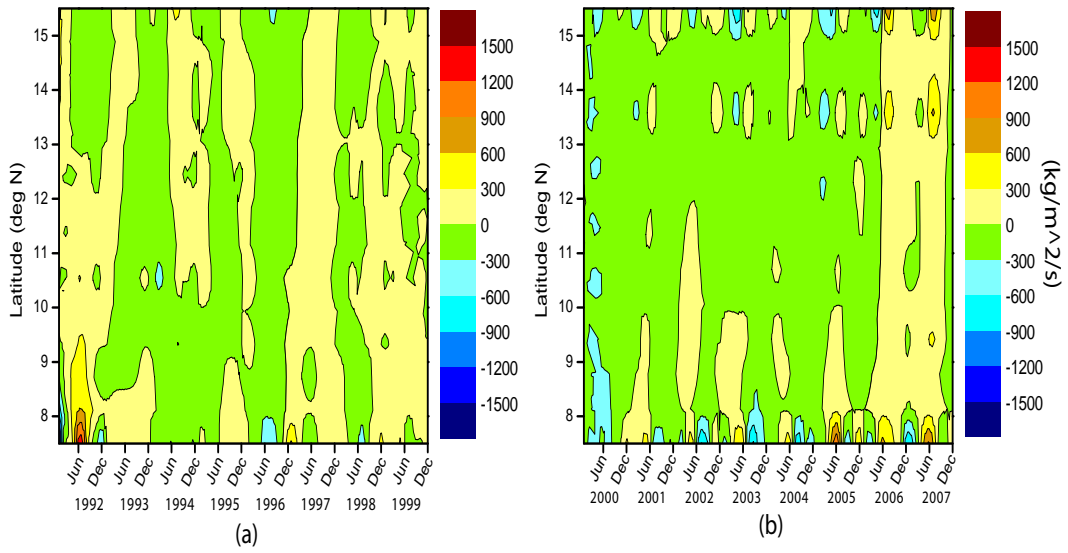 15
14
13
12
11
10
9
8
Latitude (deg N)
Jun
Dec
Jun
Dec
Jun
Dec
Jun
Dec
Jun
Dec
Jun
Dec
Jun
Dec
Jun
Dec
1992
1993
1994
1995
1996
1997
1998
1999
(a)
1500
1200
900
600
300
0
-300
-600
-900
-1200
-1500
15
14
13
12
11
10
9
8
Latitude (deg N)
Jun
Dec
Jun
Dec
Jun
Dec
Jun
Dec
Jun
Dec
Jun
Dec
Jun
Dec
Jun
Dec
2000
2001
2002
2003
2004
2005
2006
2007
(b)
1500
1200
900
600
300
0
-300
-600
-900
-1200
-1500
(kg/m^2/s)